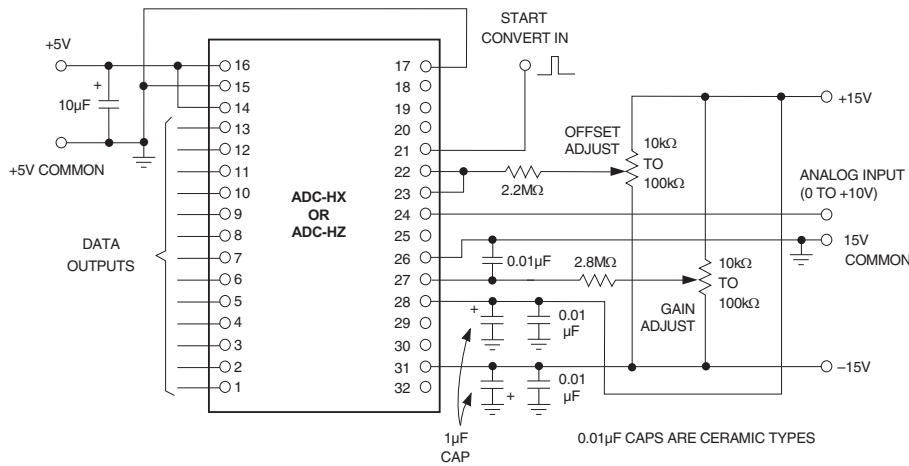 START
CONVERT IN
+5V
+
10µF
+5V COMMON
DATA
OUTPUTS
16
15
14
13
12
11
10
9
8
7
6
5
4
3
2
1
ADC-HX
OR
ADC-HZ
17
18
19
20
21
22
23
24
25
26
27
28
29
30
31
32
OFFSET
ADJUST
2.2MΩ
10kΩ
TO
100kΩ
+15V
ANALOG INPUT
(0 TO +10V)
15V
COMMON
0.01µF
2.8MΩ
10kΩ
TO
100kΩ
GAIN
ADJUST
+
0.01
µF
–15V
+
0.01
µF
1µF
CAP
0.01µF CAPS ARE CERAMIC TYPES